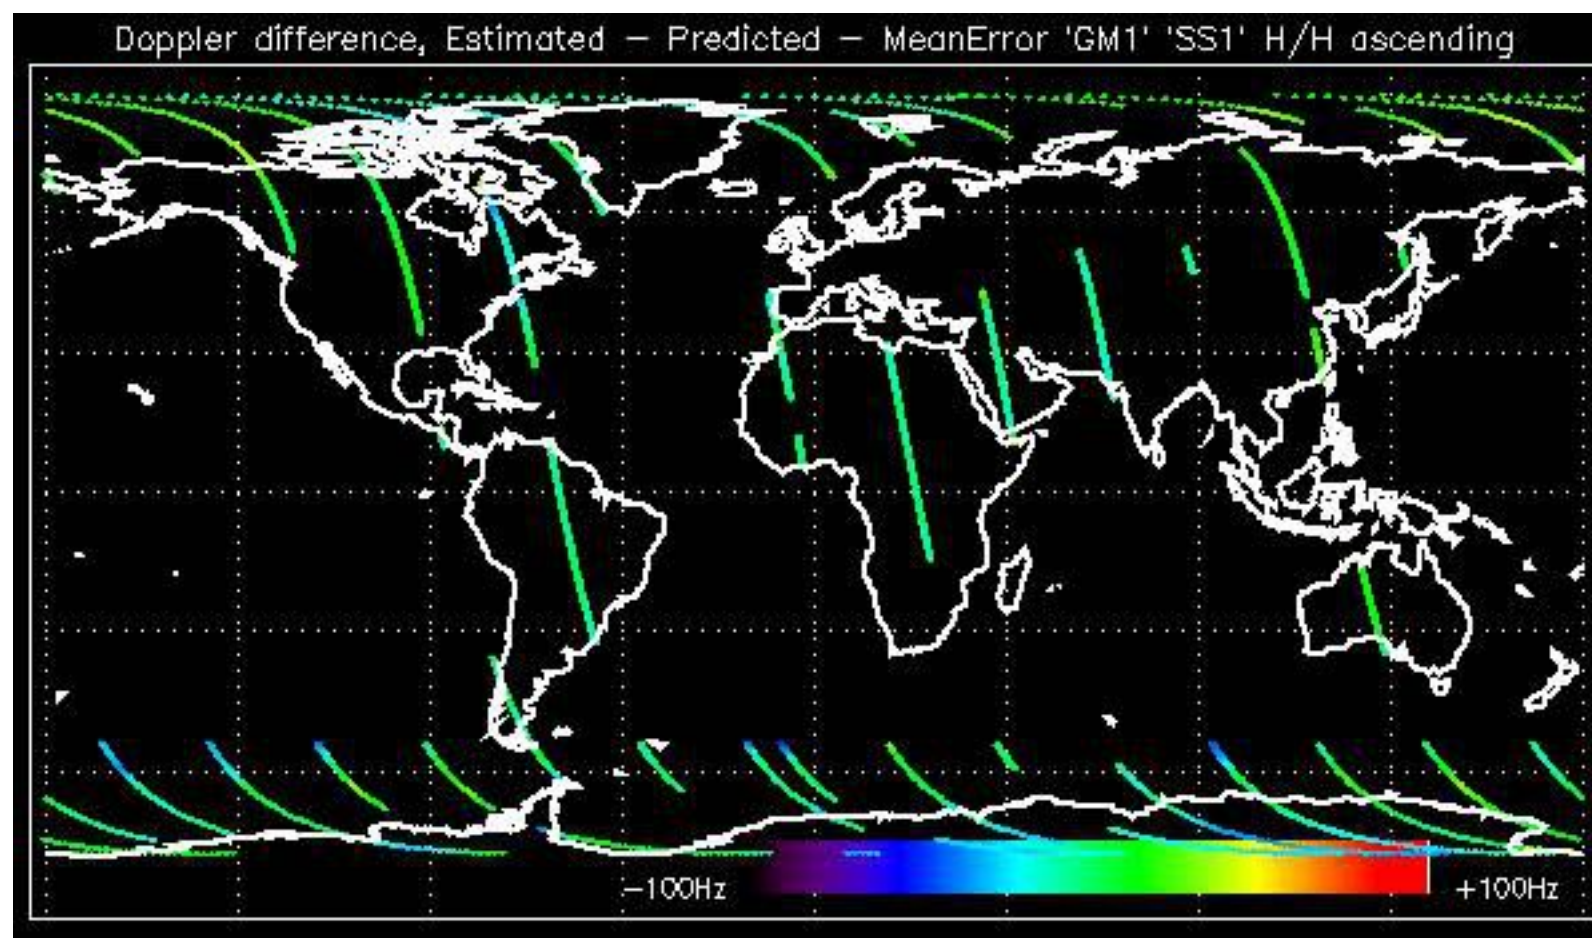 Doppler difference, Estimated – Predicted – MeanError 'GM1' 'SS1' H/H ascending
−100Hz
+100Hz